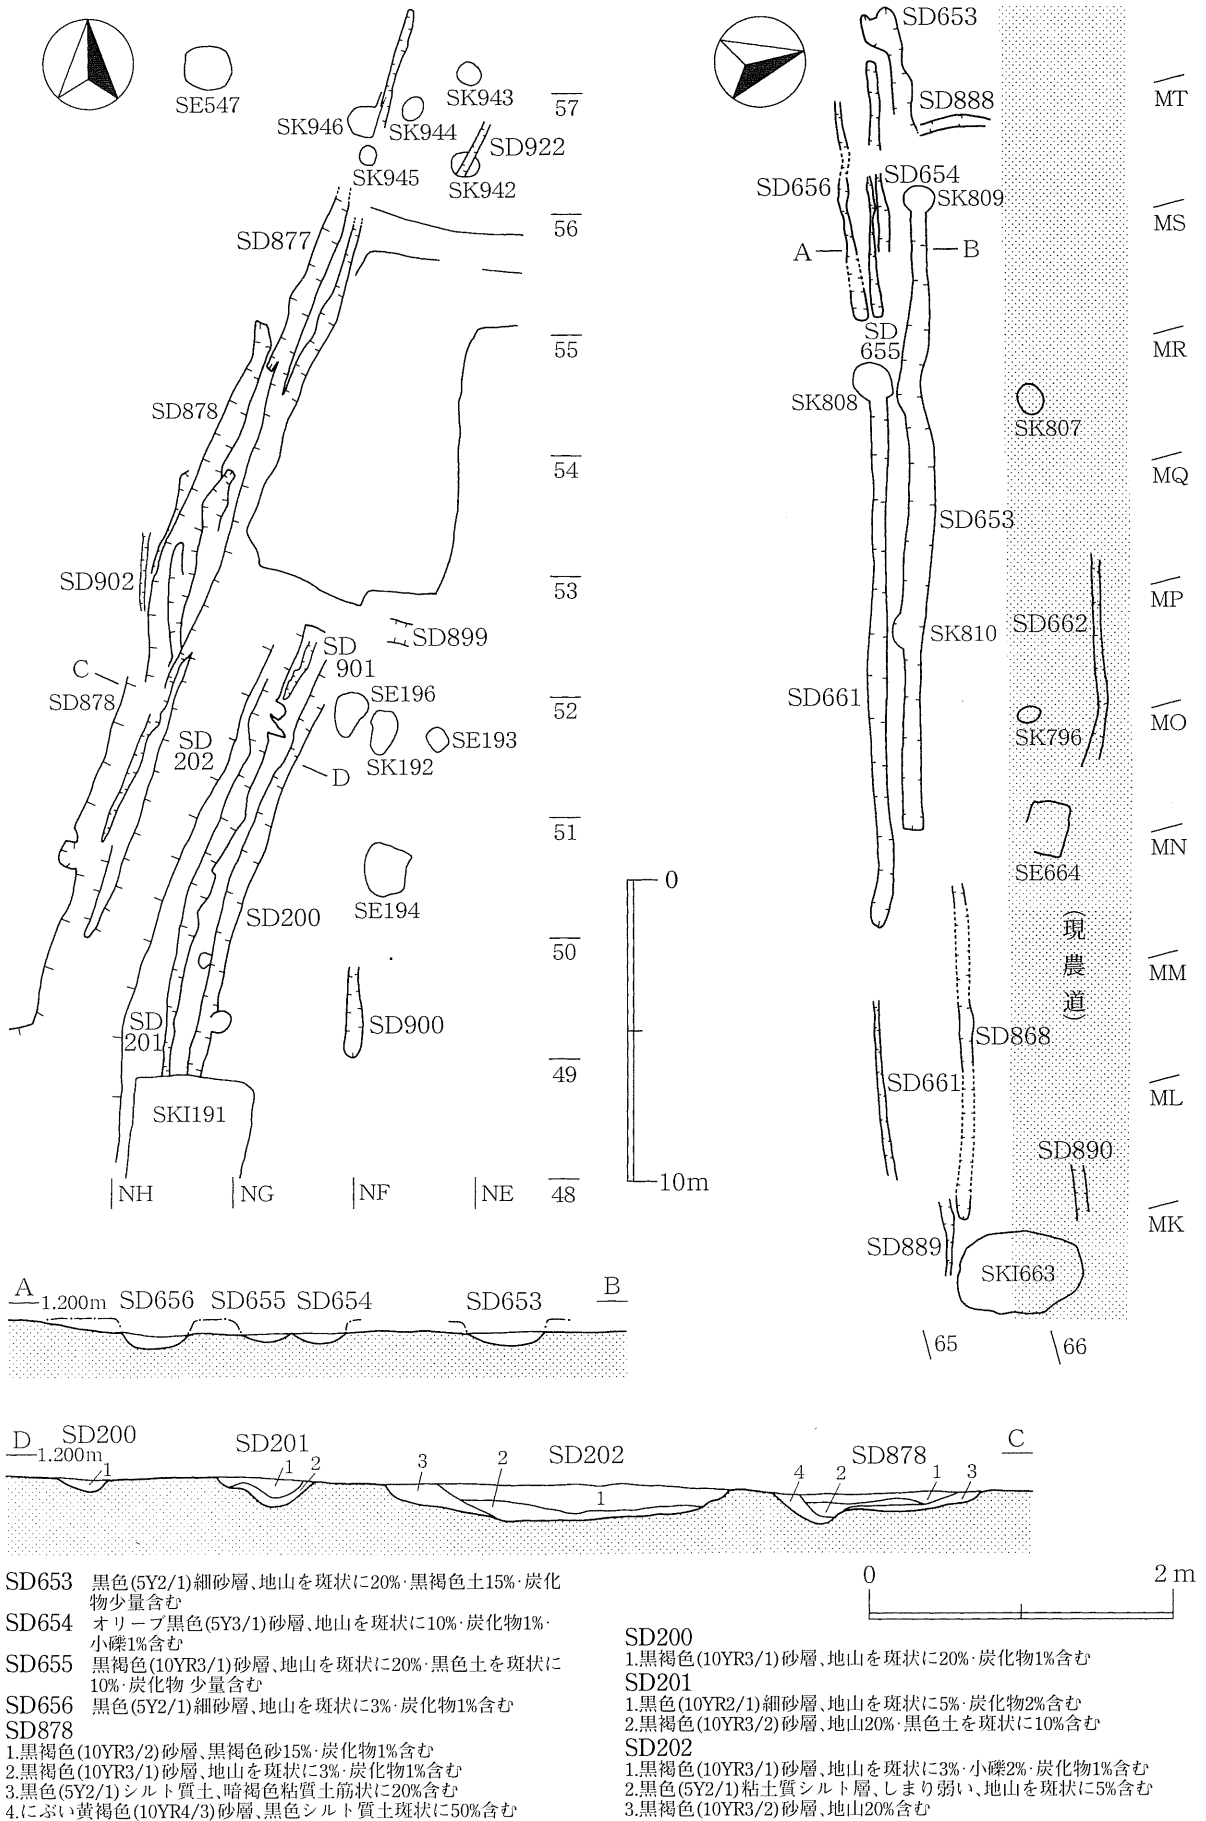 SE547
SK943
57
SK946
SK944
SD922
SK945
SK942
56
SD877
55
SD878
54
SD902
53
SD899
C
SD
901
SD878
SE196
52
SD
202
SK192
SE193
D
51
SE194
SD200
50
SD
201
SD900
49
SKI191
NH
NG
NF
NE
48
0
10m
SD653
MT
SD888
SD654
SD656
SK809
MS
A
B
SD
655
MR
SK808
SK807
MQ
SD653
MP
SK810
SD662
SD661
MO
SK796
MN
SE664
(現農道)
MM
SD868
SD661
ML
SD890
MK
SD889
SKI663
65
66
A
1.200m
SD656
SD655
SD654
SD653
B
D
1.200m
SD200
1
SD201
1
2
3
2
SD202
1
4
2
SD878
1
3
C
0
2 m
SD653 黒色(5Y2/1)細砂層、地山を斑状に20%·黒褐色土15%·炭化
物少量含む
SD654 オリーブ黒色(5Y3/1)砂層、地山を斑状に10%·炭化物1%·
小礫1%含む
SD655 黒褐色(10YR3/1)砂層、地山を斑状に20%·黒色土を斑状に
10%·炭化物 少量含む
SD656 黒色(5Y2/1)細砂層、地山を斑状に3%·炭化物1%含む
SD878
1.黒褐色(10YR3/2)砂層、黒褐色砂15%·炭化物1%含む
2.黒褐色(10YR3/1)砂層、地山を斑状に3%·炭化物1%含む
3.黒色(5Y2/1)シルト質土、暗褐色粘質土筋状に20%含む
4.にぶい黄褐色(10YR4/3)砂層、黒色シルト質土斑状に50%含む
SD200
1.黒褐色(10YR3/1)砂層、地山を斑状に20%·炭化物1%含む
SD201
1.黒色(10YR2/1)細砂層、地山を斑状に5%·炭化物2%含む
2.黒褐色(10YR3/2)砂層、地山20%·黒色土を斑状に10%含む
SD202
1.黒褐色(10YR3/1)砂層、地山を斑状に3%·小礫2%·炭化物1%含む
2.黒色(5Y2/1)粘土質シルト層、しまり弱い、地山を斑状に5%含む
3.黒褐色(10YR3/2)砂層、地山20%含む